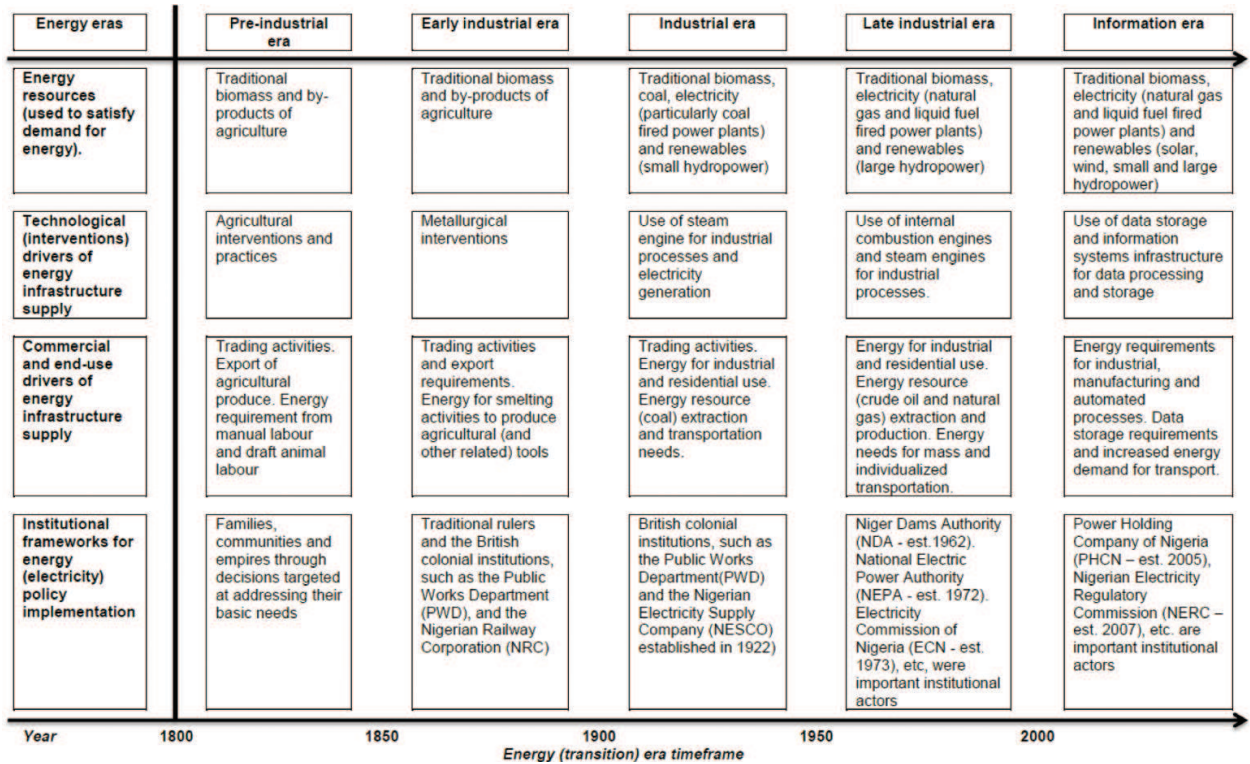 Energy eras
Pre-industrial
era
Early industrial era
Industrial era
Late industrial era
Information era
Energy
resources
(used to satisfy
demand for
energy).
Traditional
biomass and by-
products of
agriculture
Traditional biomass
and by-products of
agriculture
Traditional biomass,
coal, electricity
(particularly coal
fired power plants)
and renewables
(small hydropower)
Traditional biomass,
electricity (natural
gas and liquid fuel
fired power plants)
and renewables
(large hydropower)
Traditional biomass,
electricity (natural gas
and liquid fuel fired
power plants) and
renewables (solar,
wind, small and large
hydropower)
Technological
(interventions)
drivers of
energy
infrastructure
supply
Agricultural
interventions and
practices
Metallurgical
interventions
Use of steam
engine for industrial
processes and
electricity
generation
Use of internal
combustion engines
and steam engines
for industrial
processes.
Use of data storage
and information
systems infrastructure
for data processing
and storage
Commercial
and end-use
drivers of
energy
infrastructure
supply
Trading activities.
Export of
agricultural
produce. Energy
requirement from
manual labour
and draft animal
labour
Trading activities
and export
requirements.
Energy for smelting
activities to produce
agricultural (and
other related) tools
Trading activities.
Energy for industrial
and residential use.
Energy resource
(coal) extraction
and transportation
needs.
Energy for industrial
and residential use.
Energy resource
(crude oil and natural
gas) extraction and
production. Energy
needs for mass and
individualized
transportation.
Energy requirements
for industrial,
manufacturing and
automated
processes. Data
storage requirements
and increased energy
demand for transport.
Institutional
frameworks for
energy
(electricity)
policy
implementation
Families,
communities and
empires through
decisions targeted
at addressing their
basic needs
Traditional rulers
and the British
colonial institutions,
such as the Public
Works Department
(PWD), and the
Nigerian Railway
Corporation (NRC)
British colonial
institutions, such as
the Public Works
Department(PWD)
and the Nigerian
Electricity Supply
Company (NESCO)
established in 1922)
Niger Dams Authority
(NDA - est.1962).
National Electric
Power Authority
(NEPA - est. 1972).
Electricity
Commission of
Nigeria (ECN - est.
1973), etc, were
important institutional
actors
Power Holding
Company of Nigeria
(PHCN – est. 2005),
Nigerian Electricity
Regulatory
Commission (NERC –
est. 2007), etc. are
important institutional
actors
Year
1800
1850
1900
1950
2000
Energy (transition) era timeframe